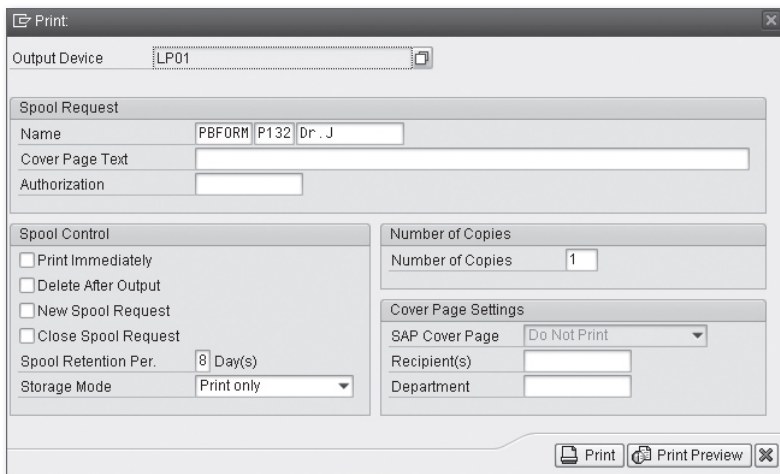 Print:
Output Device LP01
Spool Request
Name PBFORM P132 Dr.J
Cover Page Text
Authorization
Spool Control
Print Immediately
Delete After Output
New Spool Request
Close Spool Request
Spool Retention Per. 8 Day(s)
Storage Mode Print only
Number of Copies
Number of Copies 1
Cover Page Settings
SAP Cover Page Do Not Print
Recipient(s)
Department
Print Print Preview